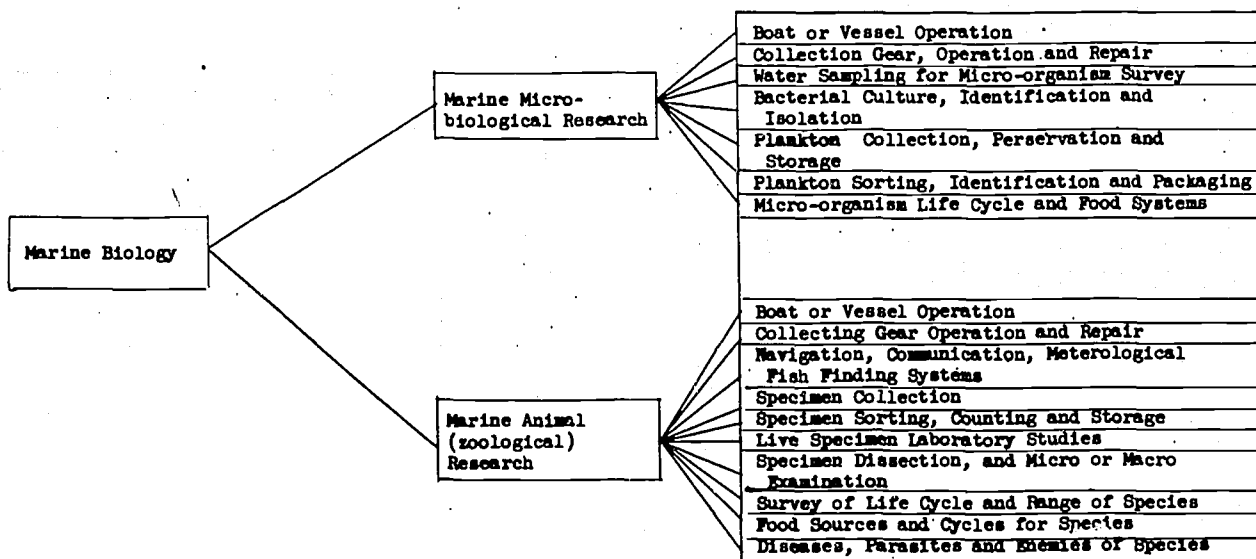 Marine Biology
Marine Micro-
biological Research
Boat or Vessel Operation
Collection Gear, Operation and Repair
Water Sampling for Micro-organism Survey
Bacterial Culture, Identification and
Isolation
Plankton Collection, Perservation and
Storage
Plankton Sorting, Identification and Packaging
Micro-organism Life Cycle and Food Systems
Marine Animal
(zoological)
Research
Boat or Vessel Operation
Collecting Gear Operation and Repair
Navigation, Communication, Meterological
Fish Finding Systems
Specimen Collection
Specimen Sorting, Counting and Storage
Live Specimen Laboratory Studies
Specimen Dissection, and Micro or Macro
Examination
Survey of Life Cycle and Range of Species
Food Sources and Cycles for Species
Diseases, Parasites and Enemies of Species